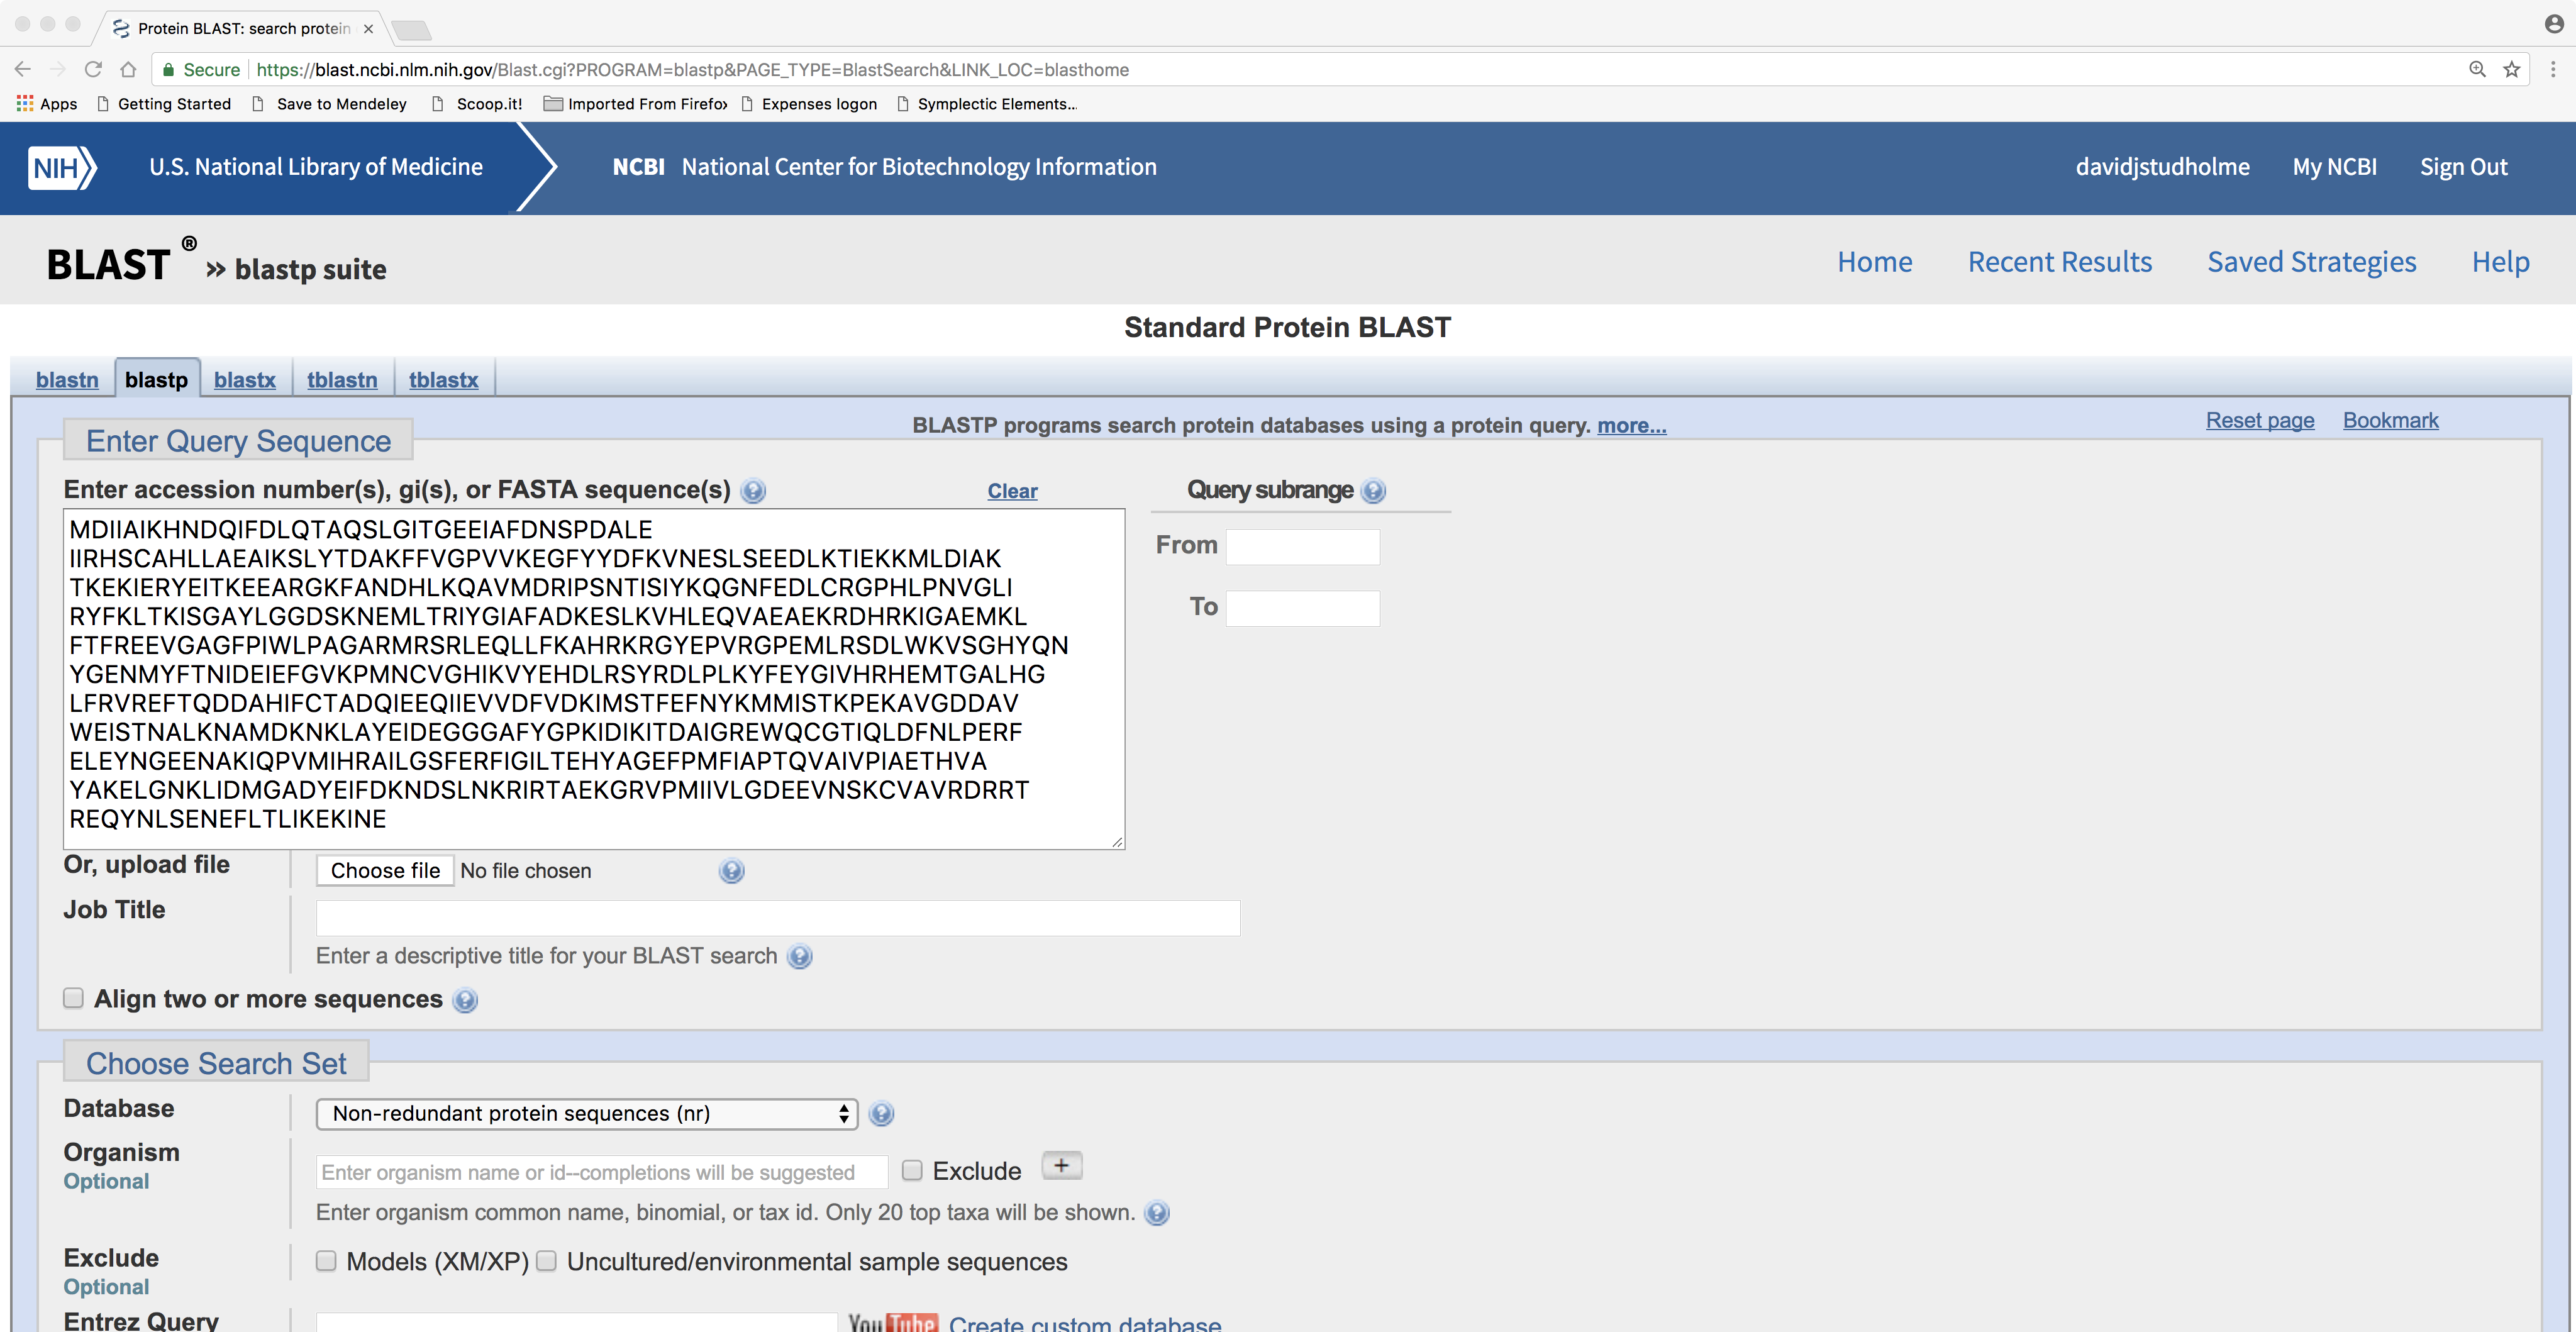 Protein BLAST: search protein
Secure https://blast.ncbi.nlm.nih.gov/Blast.cgi?PROGRAM=blastp&PAGE_TYPE=BlastSearch&LINK_LOC=blasthome
Apps Getting Started Save to Mendeley Scoop.it! Imported From Firefox Expenses logon Symplectic Elements...
NIH U.S. National Library of Medicine NCBI National Center for Biotechnology Information davidjstudholme My NCBI Sign Out
BLAST ® » blastp suite Home Recent Results Saved Strategies Help
Standard Protein BLAST
blastn blastp blastx tblastn tblastx
BLASTP programs search protein databases using a protein query. more... Reset page Bookmark
Enter Query Sequence
Enter accession number(s), gi(s), or FASTA sequence(s) Clear Query subrange
MDIIAIKHNDQIFDLQTAQSLGITGEEIAFDNSPDALE
IIRHSCAHLLAEAIKSLYTDAKFFVGPVVKEGFYYDFKVNESLSEEDLKTIEKKMLDIAK
TKEKIERYEITKEEARGKFANDHLKQAVMDRIPSNTISIYKQGNFEDLCRGPHLPNVGLI
RYFKLTKISGAYLGGDSKNEMLTRIYGIAFADKESLKVHLEQVAEAEKRDHRKIGAEMKL
FTFREEVGAGFPIWLPAGARMRSRLEQLLFKAHRKRGYEPVRGPEMLRSDLWKVSGHYQN
YGENMYFTNIDEIEFGVKPMNCVGHIKVYEHDLRSYRDLPLKYFEYGIVHRHEMTGALHG
LFRVREFTQDDAHIFCTADQIEEQIIEVVDFVDKIMSTFEFNYKMMISTKPEKAVGDDAV
WEISTNALKNAMDKNKLAYEIDEGGGAFYGPKIDIKITDAIGREWQCGTIQLDFNLPERF
ELEYNGEENAKIQPVMIHRAILGSFERFIGILTEHYAGEFPMFIAPTQVAIVPIAETHVA
YAKELGNKLIDMGADYEIFDKNDSLNKRIRTAEKGRVPMIIVLGDEEVNSKCVAVRDRRT
REQYNLSENEFLTLIKEKINE
From
To
Or, upload file Choose file No file chosen
Job Title
Enter a descriptive title for your BLAST search
Align two or more sequences
Choose Search Set
Database Non-redundant protein sequences (nr)
Organism
Optional
Enter organism name or id--completions will be suggested Exclude +
Enter organism common name, binomial, or tax id. Only 20 top taxa will be shown.
Exclude
Optional
Models (XM/XP) Uncultured/environmental sample sequences
Entrez Query YouTube Create custom database